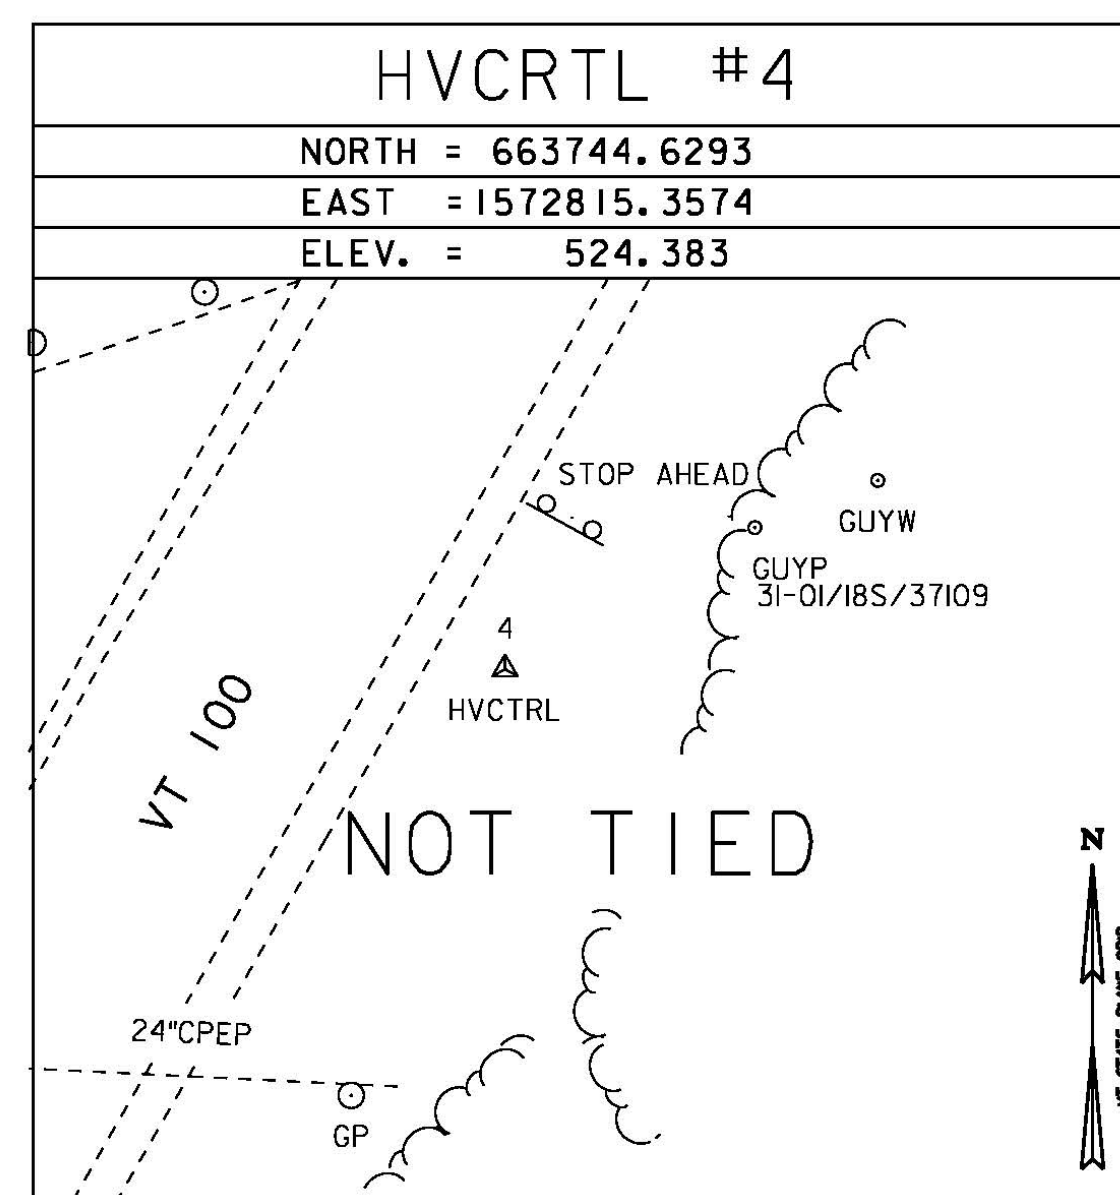 HVCRTL #4
NORTH = 663744.6293
EAST =1572815.3574
ELEV. = 524.383
STOP AHEAD
GUYW
GUYP
31-01/18S/37109
4
HVCTRL
VT 100
NOT TIED
N
24"CPEP
GP